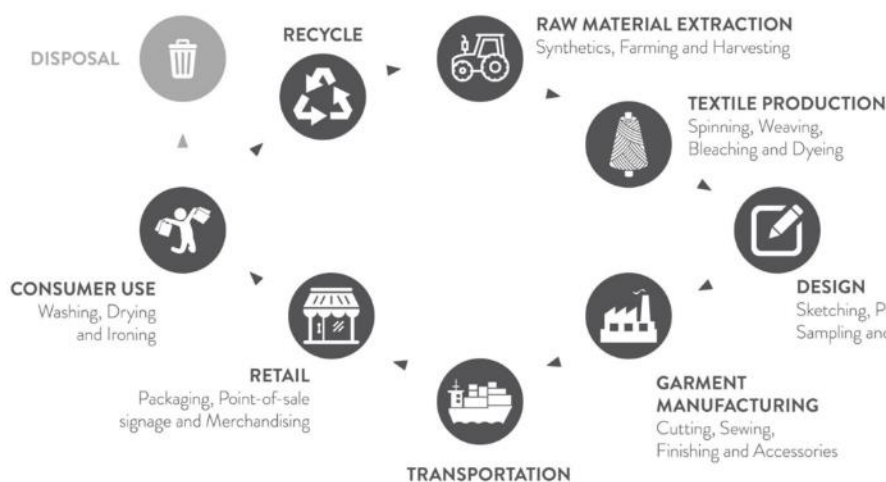 DISPOSAL
RECYCLE
RAW MATERIAL EXTRACTION
Synthetics, Farming and Harvesting
TEXTILE PRODUCTION
Spinning, Weaving,
Bleaching and Dyeing
DESIGN
Sketching,
Sampling and
GARMENT
MANUFACTURING
Cutting, Sewing,
Finishing and Accessories
TRANSPORTATION
RETAIL
Packaging, Point-of-sale
signage and Merchandising
CONSUMER USE
Washing, Drying
and Ironing